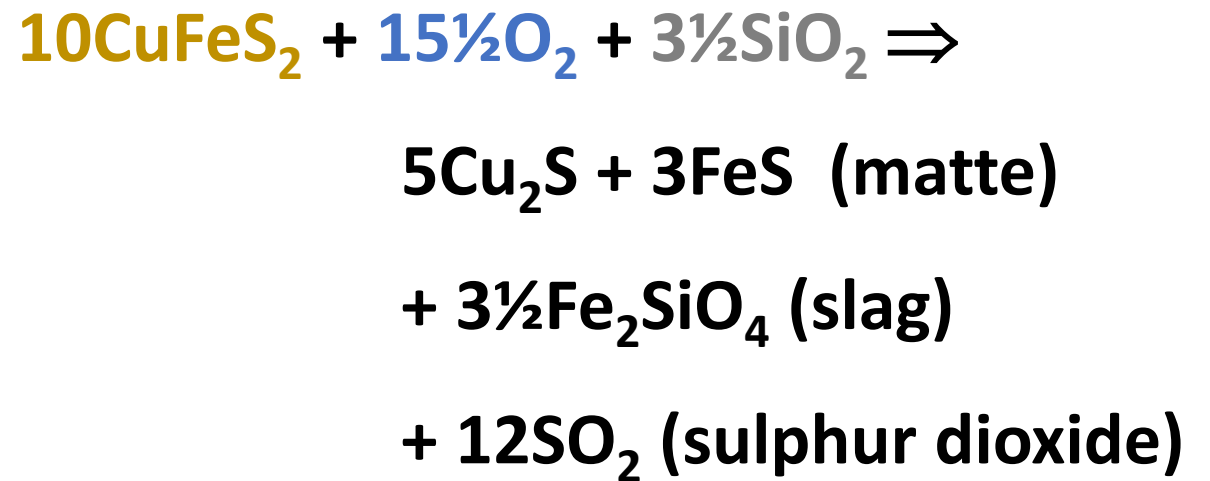 10CuFeS₂ + 15½O₂ + 3½SiO₂ ⇒
5Cu₂S + 3FeS (matte)
+ 3½Fe₂SiO₄ (slag)
+ 12SO₂ (sulphur dioxide)